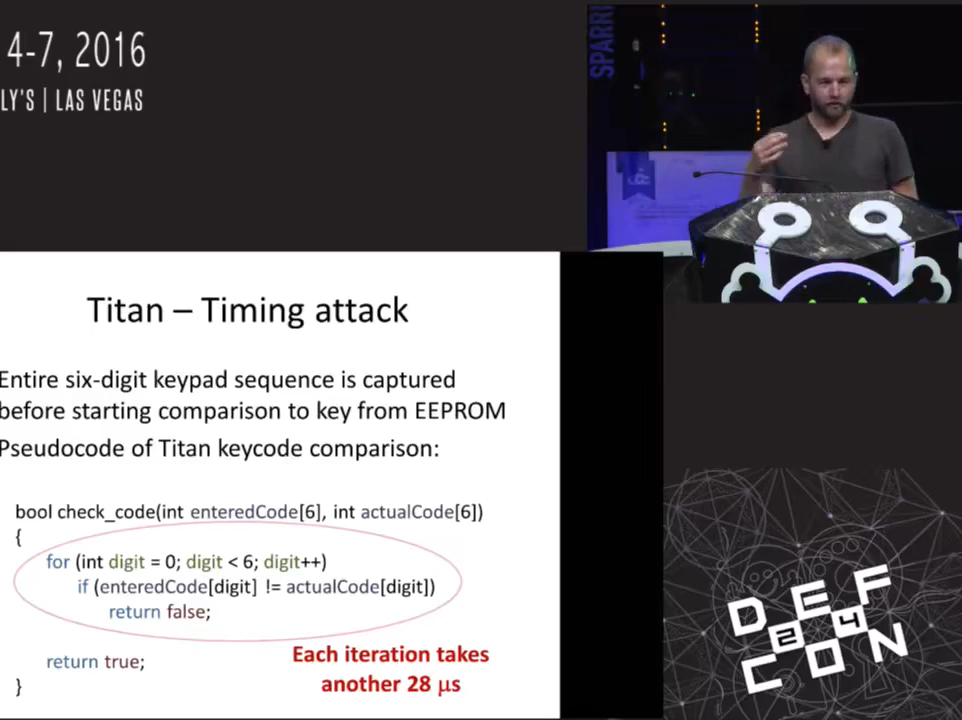 4-7, 2016
LY'S | LAS VEGAS
SPARR
Titan – Timing attack
Entire six-digit keypad sequence is captured
before starting comparison to key from EEPROM
Pseudocode of Titan keycode comparison:
bool check_code(int enteredCode[6], int actualCode[6])
{
for (int digit = 0; digit < 6; digit++)
if (enteredCode[digit] != actualCode[digit])
return false;
return true;
}
Each iteration takes
another 28 μs
DEF
24
CON